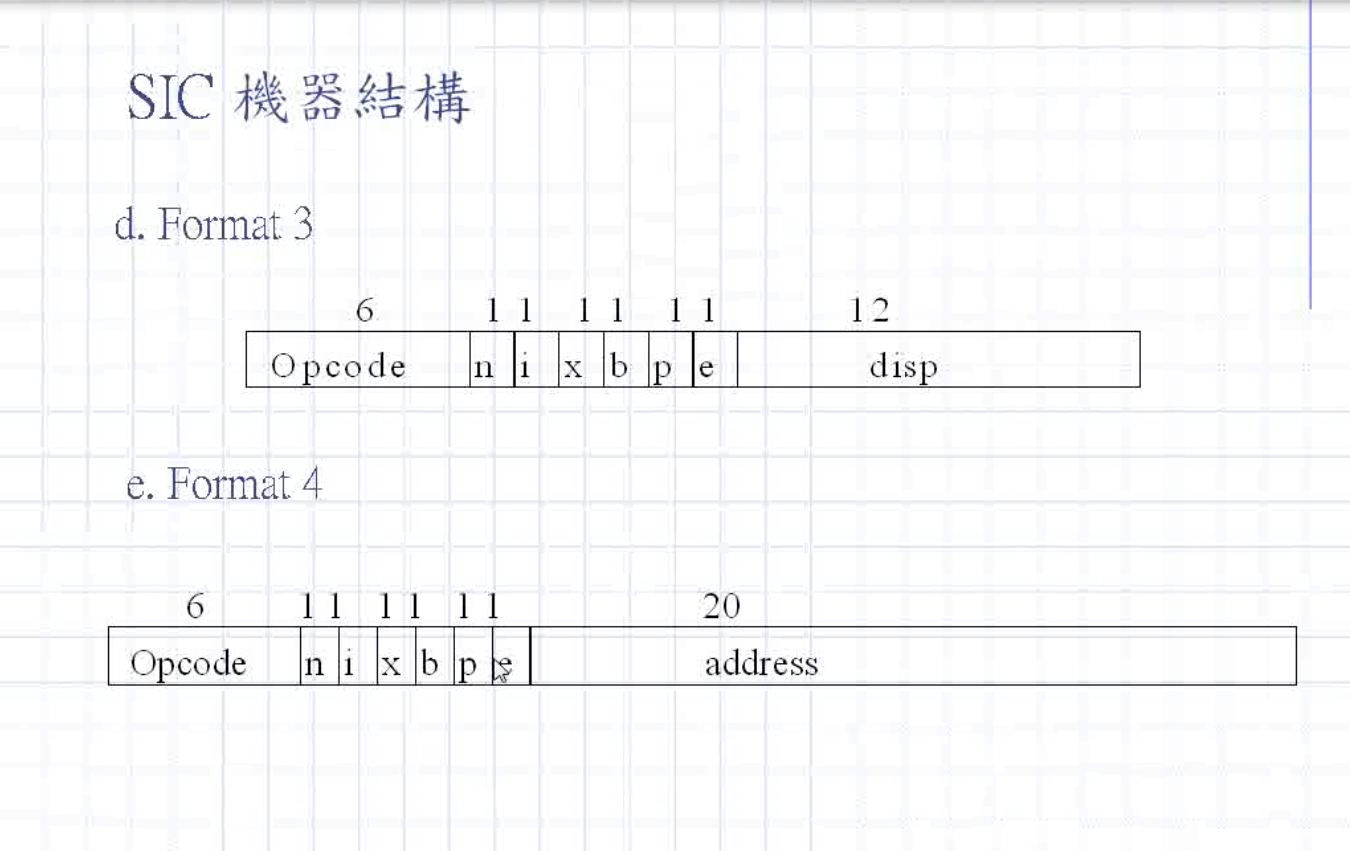 SIC 機器結構
d. Format 3
6 1 1 1 1 1 1 12
Opcode n i x b p e disp
e. Format 4
6 1 1 1 1 1 1 20
Opcode n i x b p e address